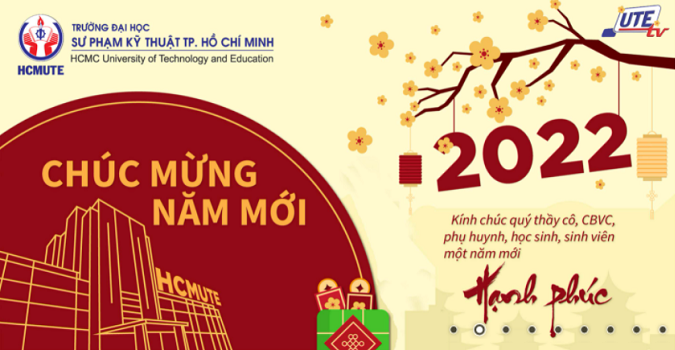 TRƯỜNG ĐẠI HỌC
SƯ PHẠM KỸ THUẬT TP. HỒ CHÍ MINH
HCMC University of Technology and Education
HCMUTE
UTE
tv
CHÚC MỪNG
NĂM MỚI
HCMUTE
2022
Kính chúc quý thầy cô, CBVC,
phụ huynh, học sinh, sinh viên
một năm mới
Hạnh phúc